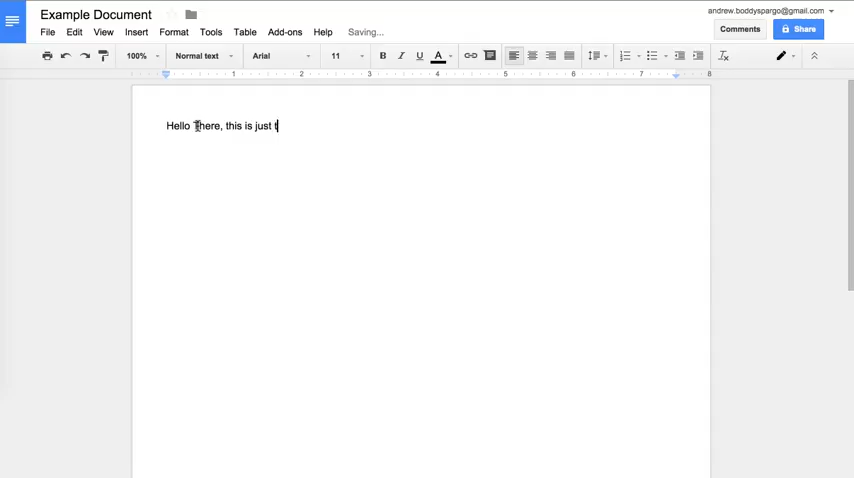 Example Document
andrew.boddyspargo@gmail.com
File Edit View Insert Format Tools Table Add-ons Help Saving...
Comments Share
100% Normal text Arial 11 B I U A
1 2 3 4 5 6 7 8
Hello There, this is just t